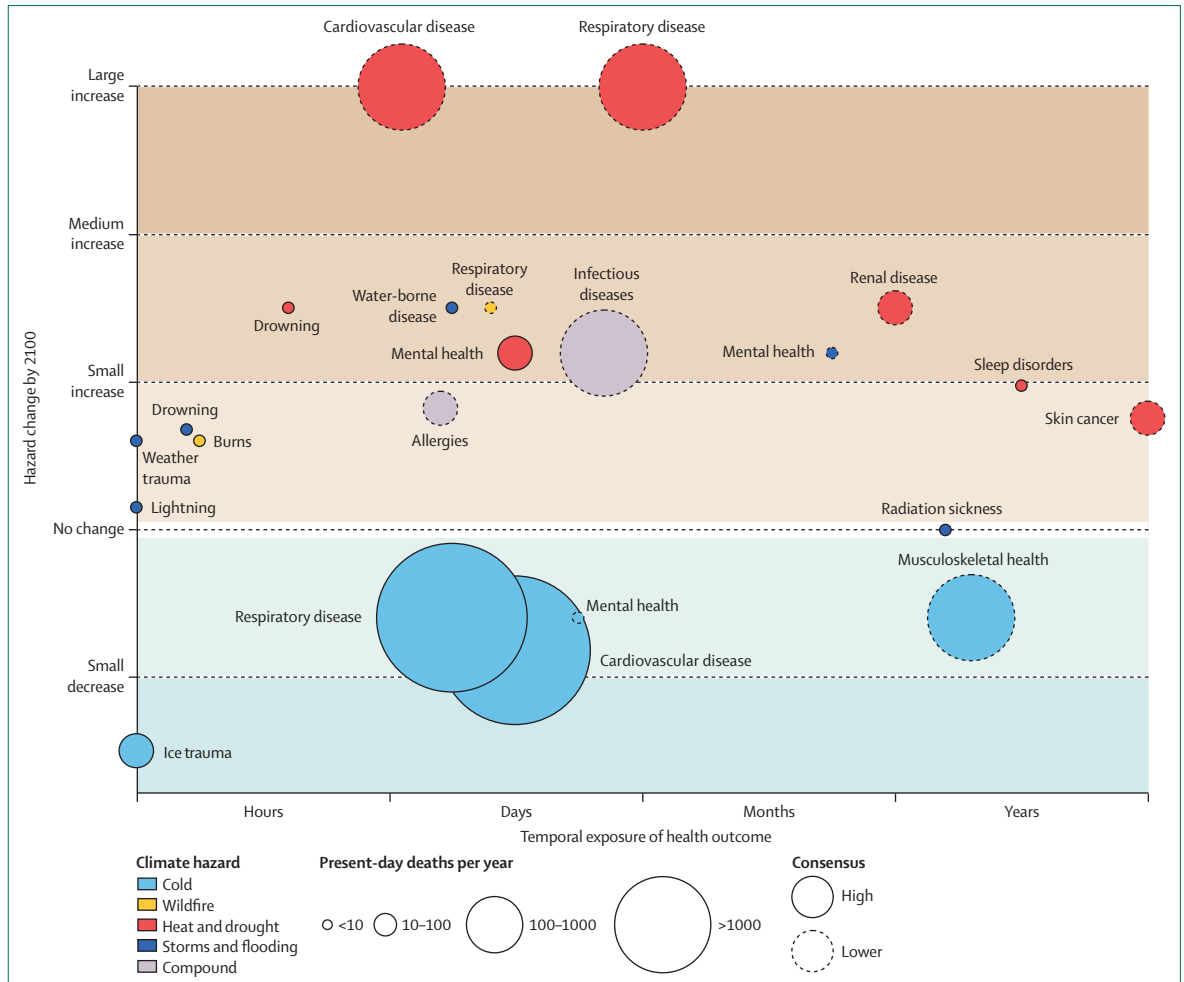 Cardiovascular disease
Respiratory disease
Large
increase
Medium
increase
Respiratory
disease
Infectious
diseases
Renal disease
Water-borne
disease
Drowning
Mental health
Mental health
Small
increase
Sleep disorders
Drowning
Skin cancer
Burns
Allergies
Weather
trauma
Hazard change by 2100
Lightning
Radiation sickness
No change
Musculoskeletal health
Mental health
Respiratory disease
Cardiovascular disease
Small
decrease
Ice trauma
Hours
Days
Months
Years
Temporal exposure of health outcome
Climate hazard
Cold
Wildfire
Heat and drought
Storms and flooding
Compound
Present-day deaths per year
<10
10–100
100–1000
>1000
Consensus
High
Lower